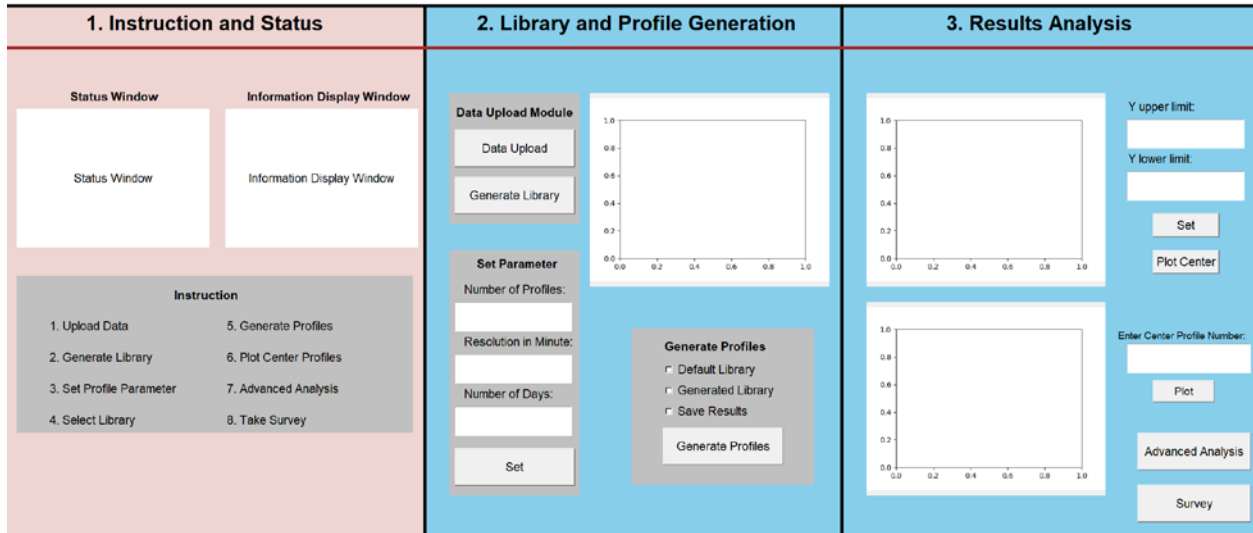 1. Instruction and Status
Status Window
Information Display Window
Status Window
Information Display Window
Instruction
1. Upload Data
5. Generate Profiles
2. Generate Library
6. Plot Center Profiles
3. Set Profile Parameter
7. Advanced Analysis
4. Select Library
8. Take Survey
2. Library and Profile Generation
Data Upload Module
Data Upload
Generate Library
1.0
0.8
0.6
0.4
0.2
0.0
0.0 0.2 0.4 0.6 0.8 1.0
Set Parameter
Number of Profiles:
Resolution in Minute:
Number of Days:
Set
Generate Profiles
Default Library
Generated Library
Save Results
Generate Profiles
3. Results Analysis
1.0
0.8
0.6
0.4
0.2
0.0
0.0 0.2 0.4 0.6 0.8 1.0
Y upper limit:
Y lower limit:
Set
Plot Center
1.0
0.8
0.6
0.4
0.2
0.0
0.0 0.2 0.4 0.6 0.8 1.0
Enter Center Profile Number:
Plot
Advanced Analysis
Survey